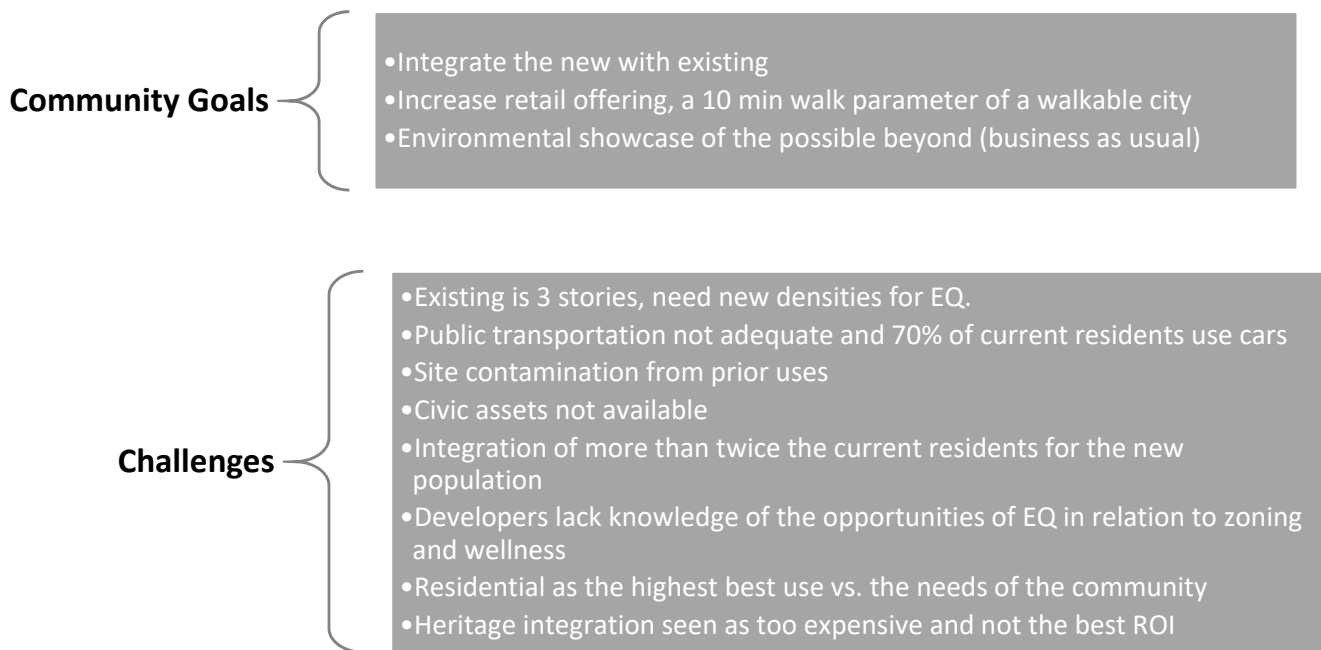 Community Goals
•Integrate the new with existing
•Increase retail offering, a 10 min walk parameter of a walkable city
•Environmental showcase of the possible beyond (business as usual)
Challenges
•Existing is 3 stories, need new densities for EQ.
•Public transportation not adequate and 70% of current residents use cars
•Site contamination from prior uses
•Civic assets not available
•Integration of more than twice the current residents for the new
population
•Developers lack knowledge of the opportunities of EQ in relation to zoning
and wellness
•Residential as the highest best use vs. the needs of the community
•Heritage integration seen as too expensive and not the best ROI